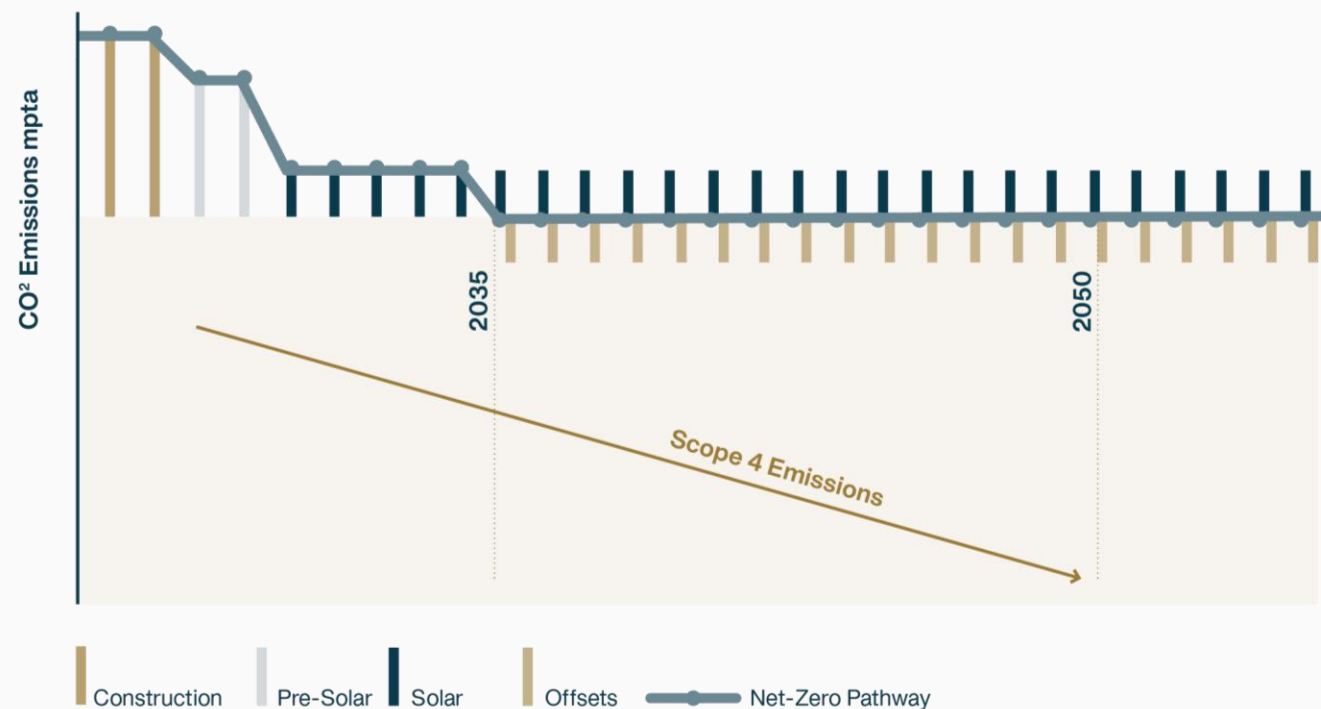 CO² Emissions mpta
2035
2050
Scope 4 Emissions
Construction
Pre-Solar
Solar
Offsets
Net-Zero Pathway